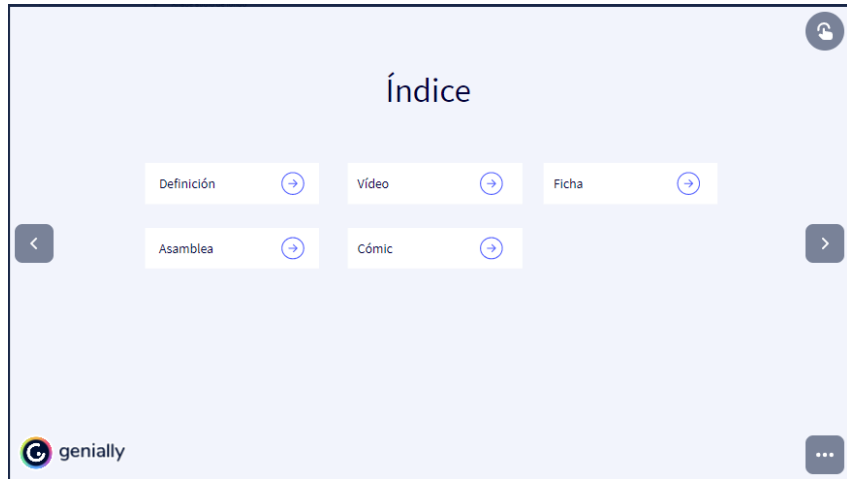 Índice
Definición
Vídeo
Ficha
Asamblea
Cómic
genially